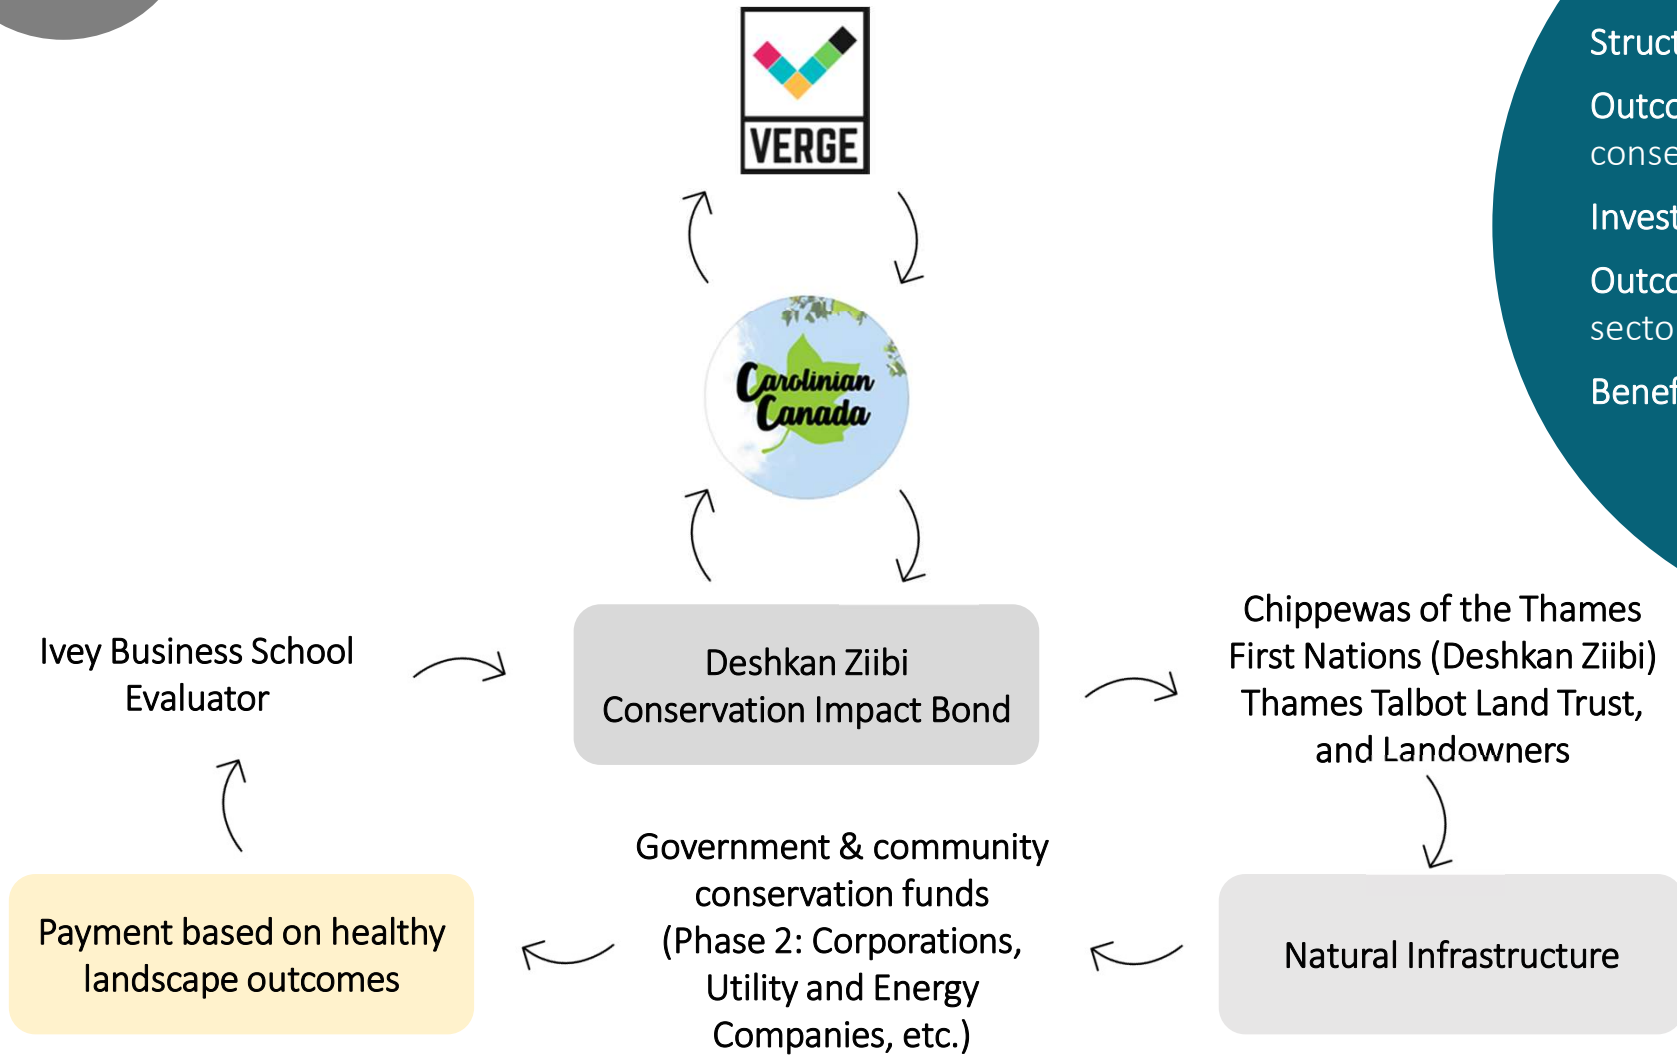 VERGE
Carolinian
Canada
Ivey Business School
Evaluator
Deshkan Ziibi
Conservation Impact Bond
Chippewas of the Thames
First Nations (Deshkan Ziibi)
Thames Talbot Land Trust,
and Landowners
Payment based on healthy
landscape outcomes
Government & community
conservation funds
(Phase 2: Corporations,
Utility and Energy
Companies, etc.)
Natural Infrastructure